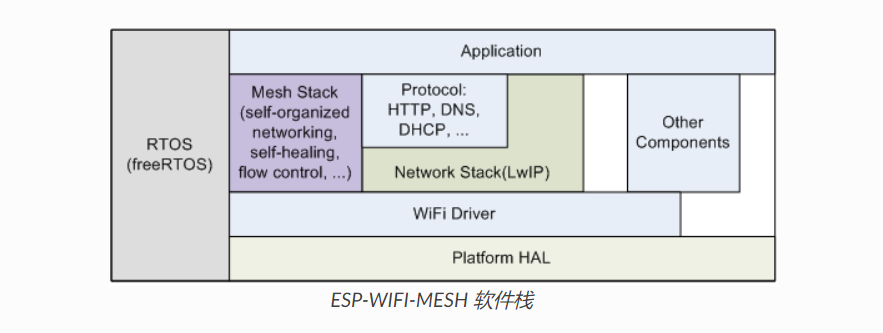 Application
RTOS
(freeRTOS)
Mesh Stack
(self-organized
networking,
self-healing,
flow control, ...)
Protocol:
HTTP, DNS,
DHCP, ...
Network Stack(LwIP)
Other
Components
WiFi Driver
Platform HAL
ESP-WIFI-MESH 软件栈